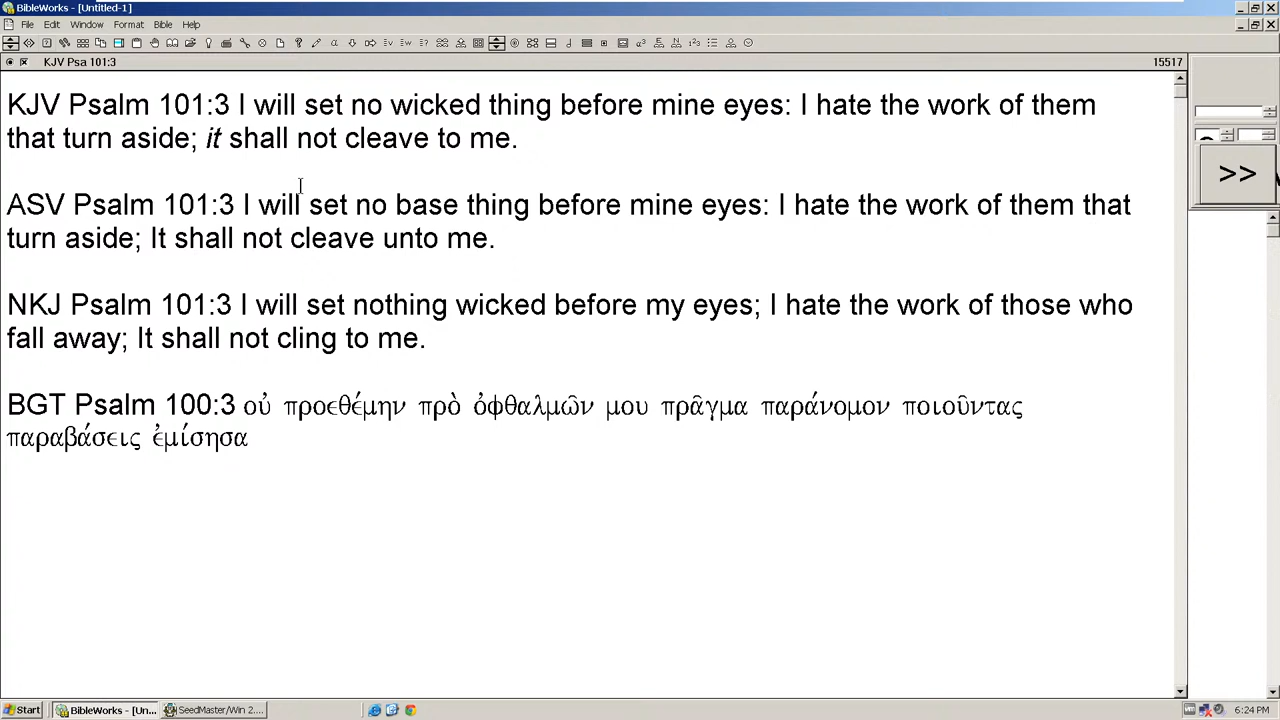 BibleWorks - [Untitled-1]
File Edit Window Format Bible Help
KJV Psa 101:3 15517
KJV Psalm 101:3 I will set no wicked thing before mine eyes: I hate the work of them
that turn aside; it shall not cleave to me.
>>
ASV Psalm 101:3 I will set no base thing before mine eyes: I hate the work of them that
turn aside; It shall not cleave unto me.
NKJ Psalm 101:3 I will set nothing wicked before my eyes; I hate the work of those who
fall away; It shall not cling to me.
BGT Psalm 100:3 οὐ προεθέμην πρὸ ὀφθαλμῶν μου πρᾶγμα παράνομον ποιοῦντας
παραβάσεις ἐμίσησα
Start BibleWorks - [Un... SeedMaster/Win 2.... 6:24 PM